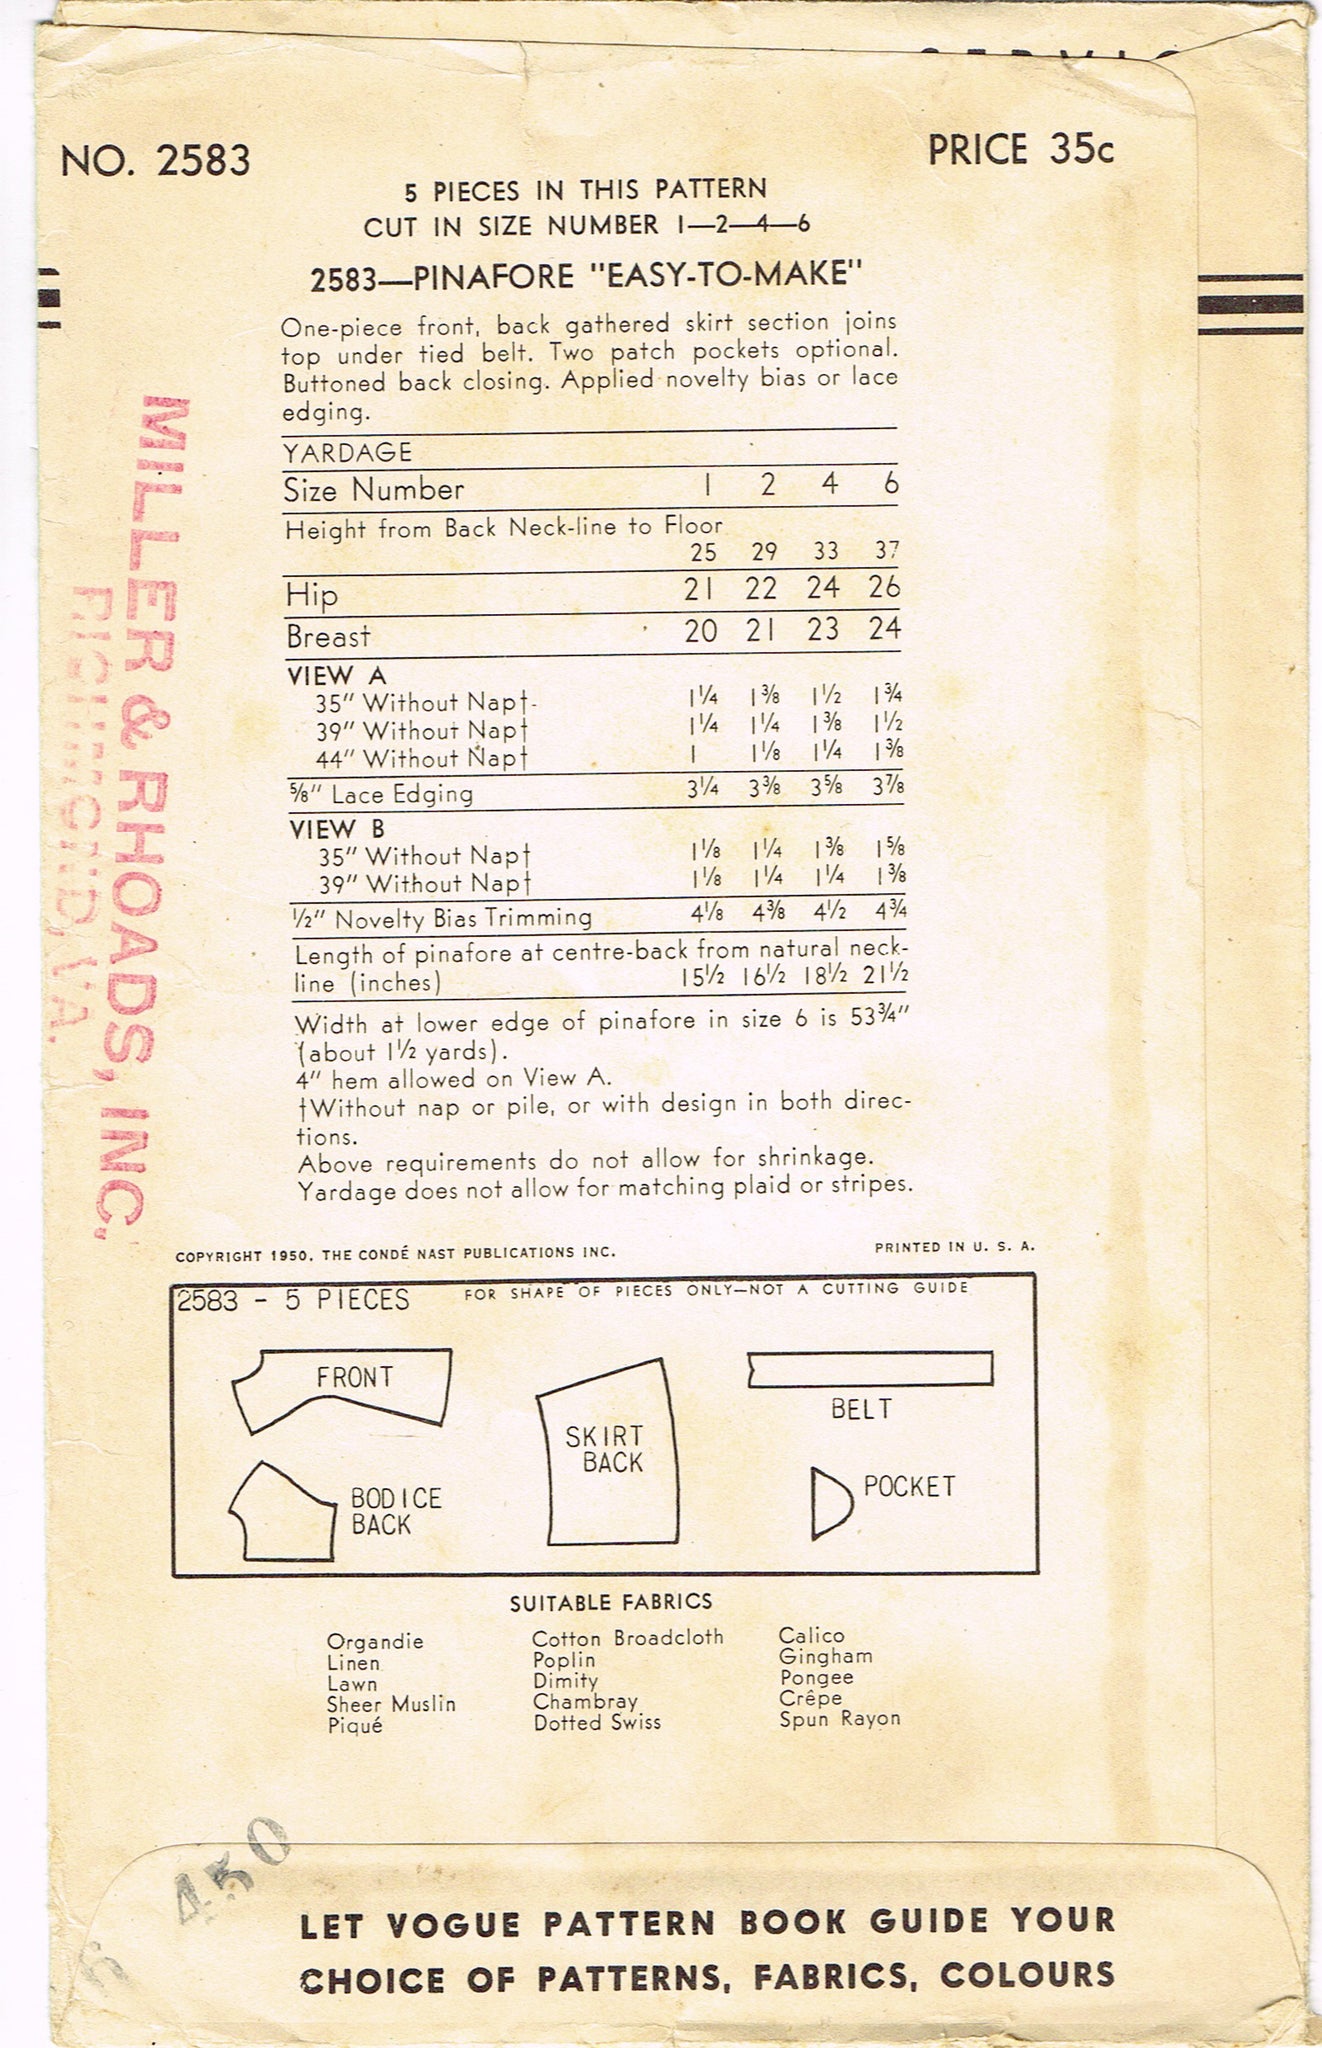 NO. 2583
PRICE 35c
5 PIECES IN THIS PATTERN
CUT IN SIZE NUMBER 1—2—4—6
2583—PINAFORE "EASY-TO-MAKE"
One-piece front, back gathered skirt section joins
top under tied belt. Two patch pockets optional.
Buttoned back closing. Applied novelty bias or lace
edging.
YARDAGE
Size Number 1 2 4 6
Height from Back Neck-line to Floor
25 29 33 37
Hip 21 22 24 26
Breast 20 21 23 24
VIEW A
35" Without Nap† 1¼ 1⅜ 1½ 1¾
39" Without Nap† 1¼ 1¼ 1⅜ 1½
44" Without Nap† 1 1⅛ 1¼ 1⅜
⅝" Lace Edging 3¼ 3⅜ 3⅝ 3⅞
VIEW B
35" Without Nap† 1⅛ 1¼ 1⅜ 1⅝
39" Without Nap† 1⅛ 1¼ 1¼ 1⅜
½" Novelty Bias Trimming 4⅛ 4⅜ 4½ 4¾
Length of pinafore at centre-back from natural neck-
line (inches) 15½ 16½ 18½ 21½
Width at lower edge of pinafore in size 6 is 53¾"
(about 1½ yards).
4" hem allowed on View A.
†Without nap or pile, or with design in both direc-
tions.
Above requirements do not allow for shrinkage.
Yardage does not allow for matching plaid or stripes.
MILLER & RHOADS, INC.
RICHMOND, VA.
COPYRIGHT 1950. THE CONDÉ NAST PUBLICATIONS INC.
PRINTED IN U. S. A.
2583 - 5 PIECES
FOR SHAPE OF PIECES ONLY—NOT A CUTTING GUIDE
FRONT
BODICE
BACK
SKIRT
BACK
BELT
POCKET
SUITABLE FABRICS
Organdie
Linen
Lawn
Sheer Muslin
Piqué
Cotton Broadcloth
Poplin
Dimity
Chambray
Dotted Swiss
Calico
Gingham
Pongee
Crêpe
Spun Rayon
450
LET VOGUE PATTERN BOOK GUIDE YOUR
CHOICE OF PATTERNS, FABRICS, COLOURS